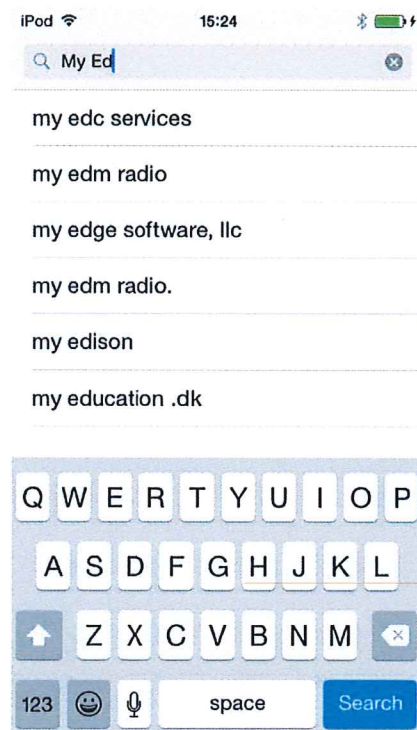 iPod 15:24
My Ed
my edc services
my edm radio
my edge software, llc
my edm radio.
my edison
my education .dk
Q W E R T Y U I O P
A S D F G H J K L
Z X C V B N M
123 space Search